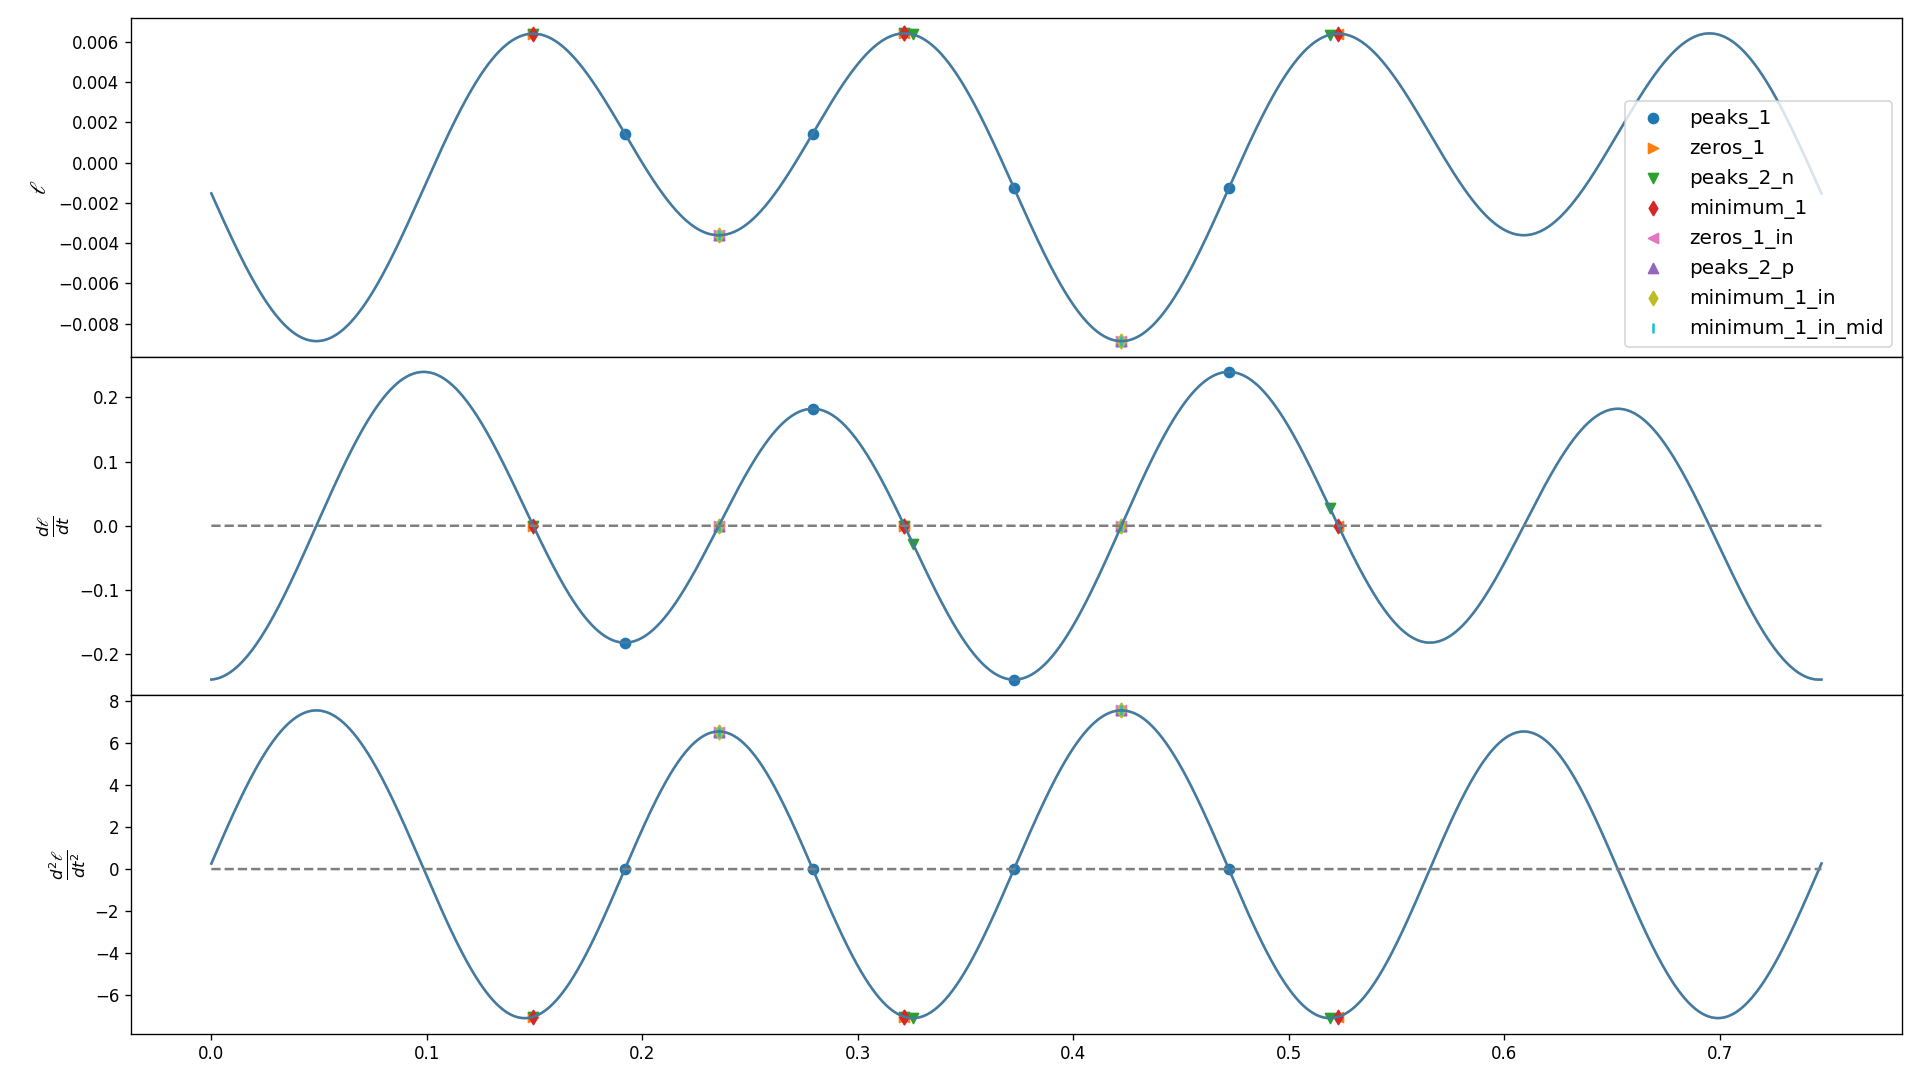 0.006
0.004
0.002
0.000
−0.002
−0.004
−0.006
−0.008
ℓ
peaks_1
zeros_1
peaks_2_n
minimum_1
zeros_1_in
peaks_2_p
minimum_1_in
minimum_1_in_mid
0.2
0.1
0.0
−0.1
−0.2
dℓ
dt
8
6
4
2
0
−2
−4
−6
d²ℓ
dt²
0.0 0.1 0.2 0.3 0.4 0.5 0.6 0.7